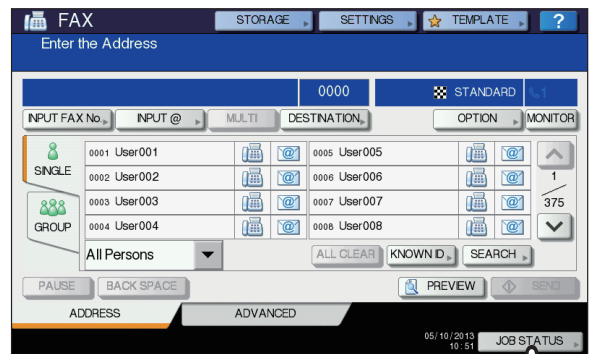 FAX STORAGE SETTINGS TEMPLATE ?
Enter the Address
0000 STANDARD 1
INPUT FAX No. INPUT @ MULTI DESTINATION OPTION MONITOR
SINGLE
0001 User001 @ 0005 User005 @
0002 User002 @ 0006 User006 @
0003 User003 @ 0007 User007 @
0004 User004 @ 0008 User008 @
1
375
GROUP
All Persons ALL CLEAR KNOWN ID SEARCH
PAUSE BACK SPACE PREVIEW SEND
ADDRESS ADVANCED
05/10/2013
10:51
JOB STATUS